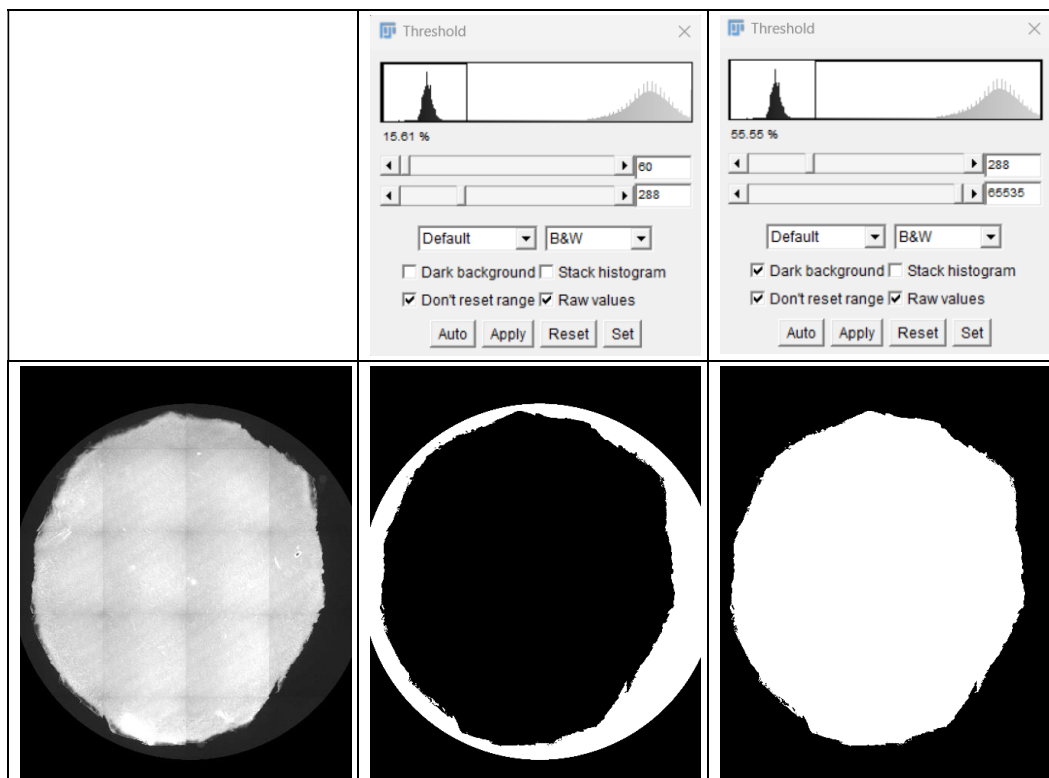 Threshold
15.61 %
60
288
Default B&W
Dark background Stack histogram
Don't reset range Raw values
Auto Apply Reset Set
Threshold
55.55 %
288
65535
Default B&W
Dark background Stack histogram
Don't reset range Raw values
Auto Apply Reset Set